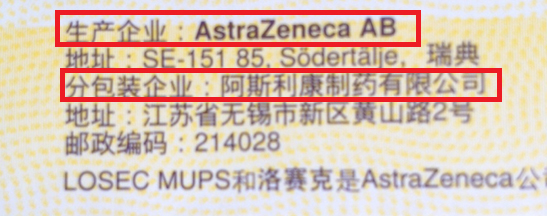 生产企业：AstraZeneca AB
地址：SE-151 85, Södertälje, 瑞典
分包装企业：阿斯利康制药有限公司
地址：江苏省无锡市新区黄山路2号
邮政编码：214028
LOSEC MUPS和洛赛克是AstraZeneca公